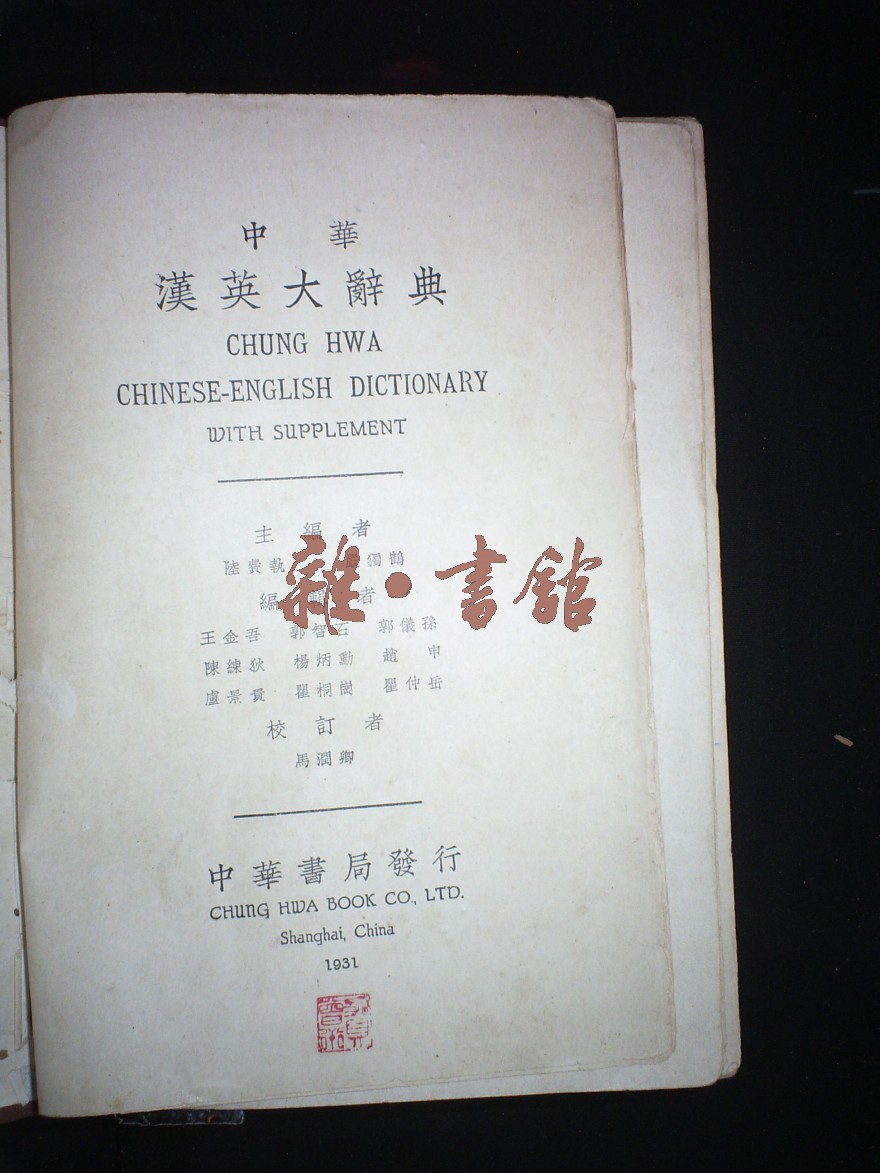 中華
漢英大辭典
CHUNG HWA
CHINESE-ENGLISH DICTIONARY
WITH SUPPLEMENT
主編者
陸費執 獨鶴
雜·書館
編輯者
王金吾 郭智石 郭儀孫
陳練狄 楊炳勳 趙申
盧景貫 瞿桐崗 瞿仲岳
校訂者
馬潤卿
中華書局發行
CHUNG HWA BOOK CO., LTD.
Shanghai, China
1931